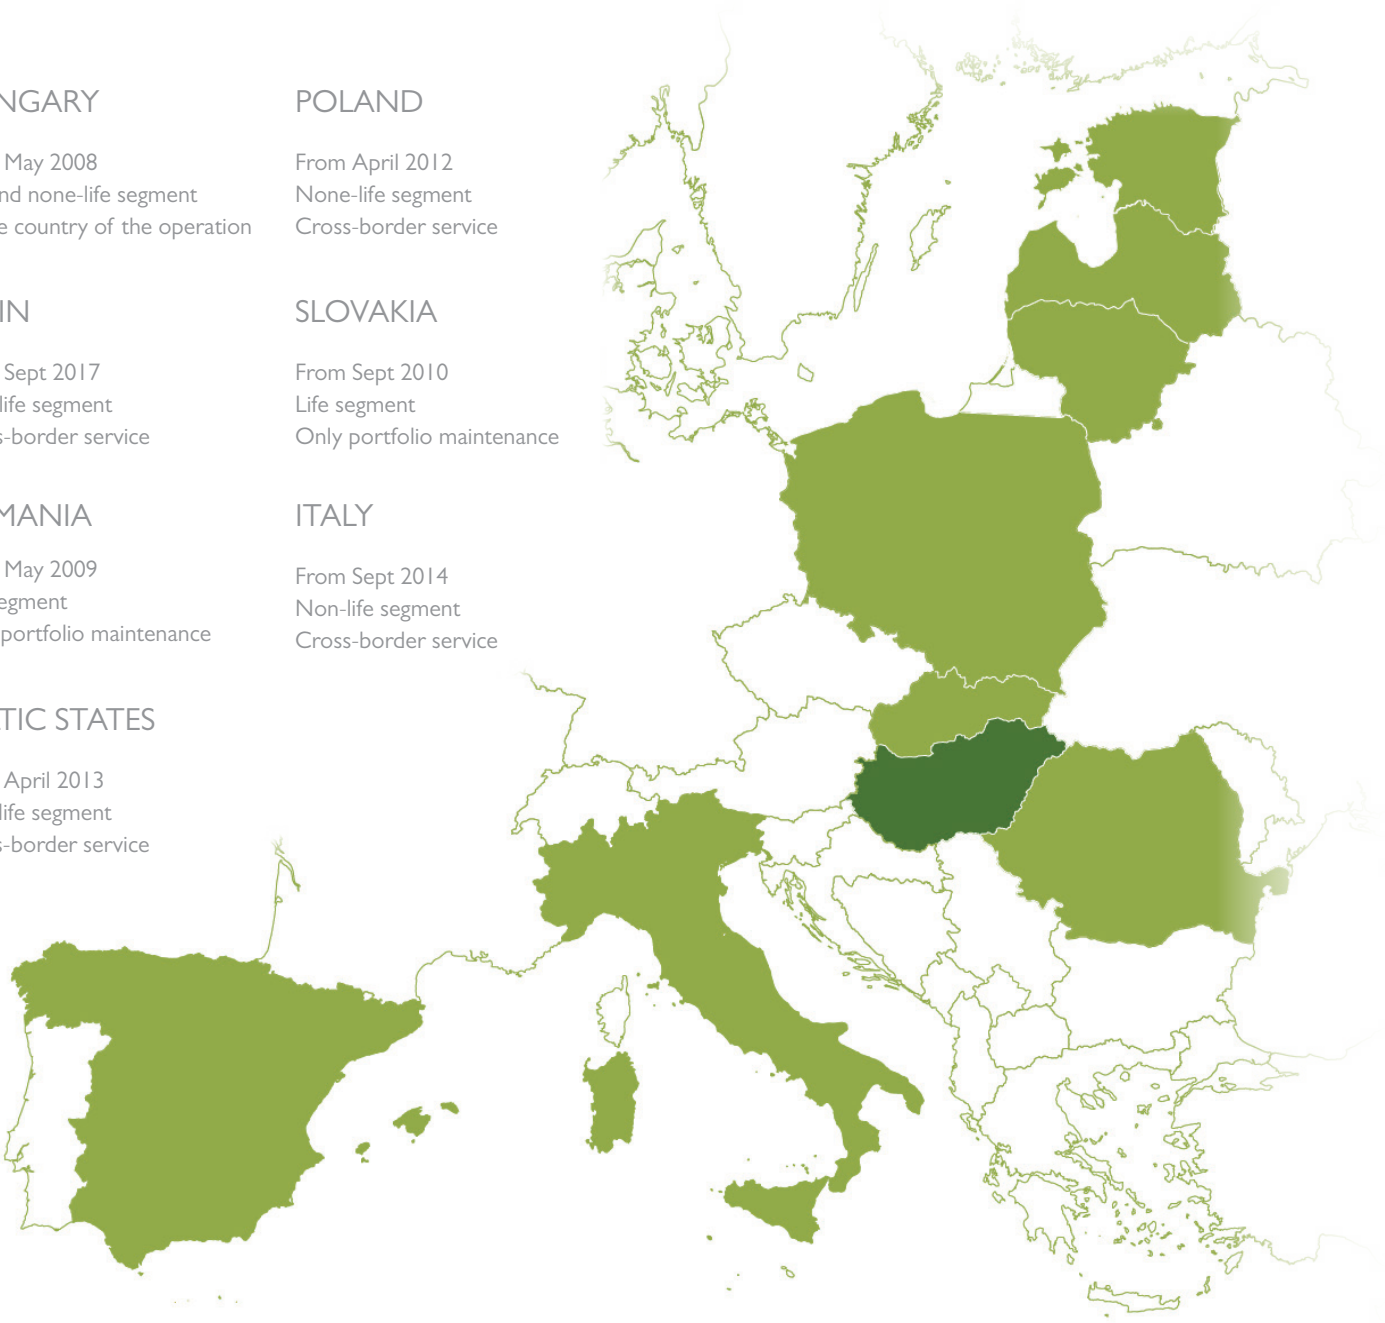 NGARY
May 2008
nd none-life segment
e country of the operation
POLAND
From April 2012
None-life segment
Cross-border service
IN
Sept 2017
life segment
s-border service
SLOVAKIA
From Sept 2010
Life segment
Only portfolio maintenance
MANIA
May 2009
egment
portfolio maintenance
ITALY
From Sept 2014
Non-life segment
Cross-border service
TIC STATES
April 2013
life segment
s-border service